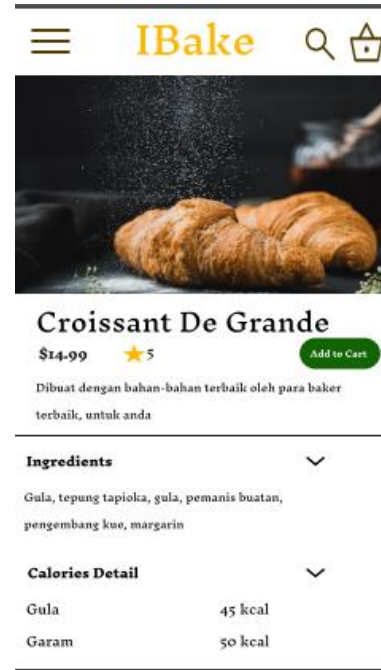 IBake
Croissant De Grande
$14.99 5
Add to Cart
Dibuat dengan bahan-bahan terbaik oleh para baker
terbaik, untuk anda
Ingredients
Gula, tepung tapioka, gula, pemanis buatan,
pengembang kue, margarin
Calories Detail
Gula 45 kcal
Garam 50 kcal